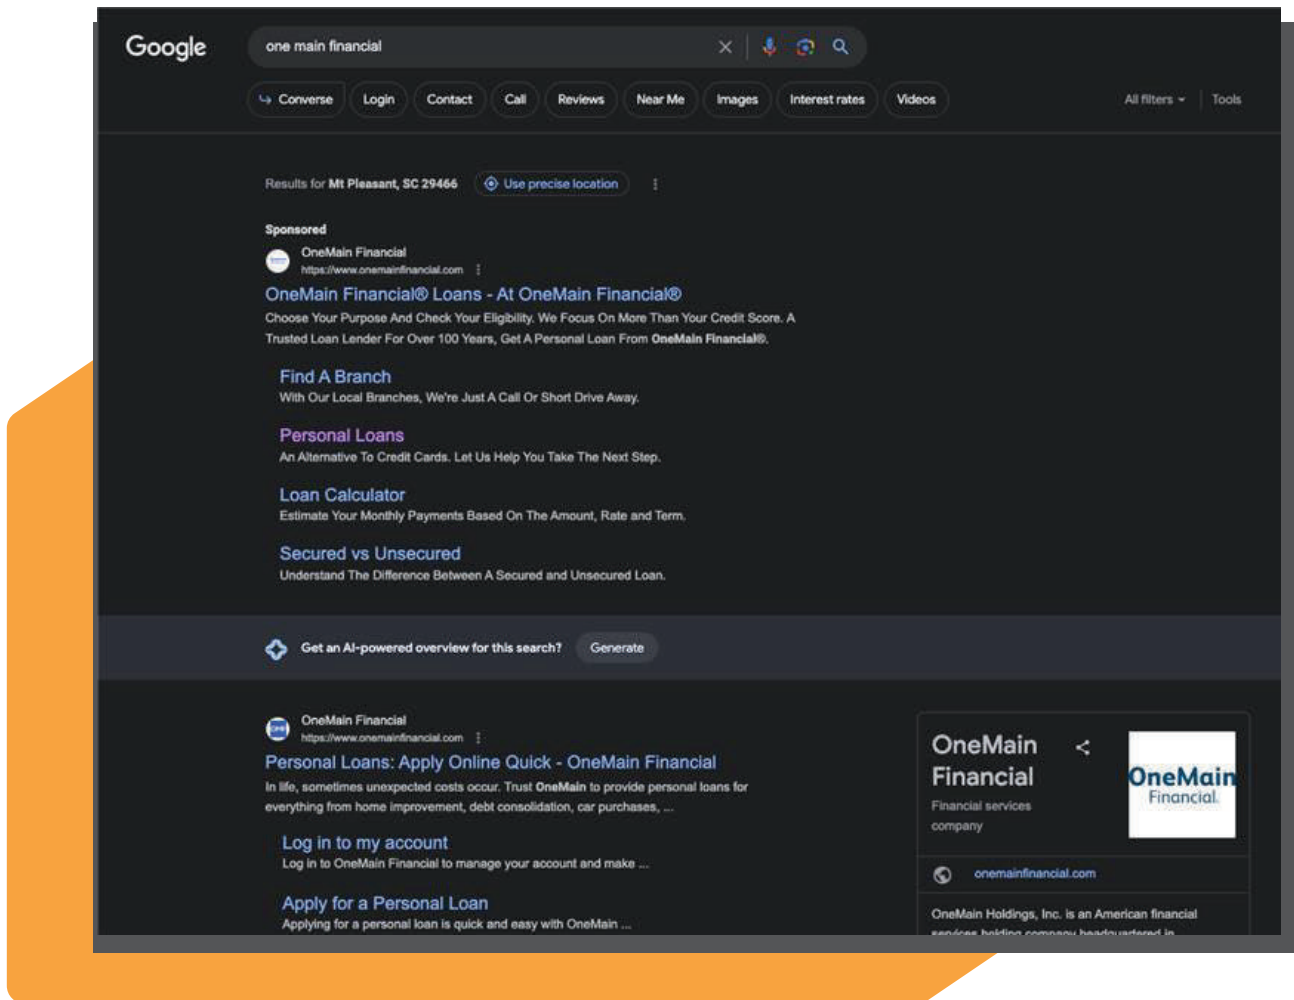 Google
one main financial
Converse Login Contact Call Reviews Near Me Images Interest rates Videos All filters Tools
Results for Mt Pleasant, SC 29466 Use precise location
Sponsored
OneMain Financial
https://www.onemainfinancial.com
OneMain Financial® Loans - At OneMain Financial®
Choose Your Purpose And Check Your Eligibility. We Focus On More Than Your Credit Score. A
Trusted Loan Lender For Over 100 Years, Get A Personal Loan From OneMain Financial®.
Find A Branch
With Our Local Branches, We're Just A Call Or Short Drive Away.
Personal Loans
An Alternative To Credit Cards. Let Us Help You Take The Next Step.
Loan Calculator
Estimate Your Monthly Payments Based On The Amount, Rate and Term.
Secured vs Unsecured
Understand The Difference Between A Secured and Unsecured Loan.
Get an AI-powered overview for this search? Generate
OneMain Financial
https://www.onemainfinancial.com
Personal Loans: Apply Online Quick - OneMain Financial
In life, sometimes unexpected costs occur. Trust OneMain to provide personal loans for
everything from home improvement, debt consolidation, car purchases, ...
Log in to my account
Log in to OneMain Financial to manage your account and make ...
Apply for a Personal Loan
Applying for a personal loan is quick and easy with OneMain ...
OneMain
Financial
Financial services
company
OneMain
Financial.
onemainfinancial.com
OneMain Holdings, Inc. is an American financial
services holding company headquartered in